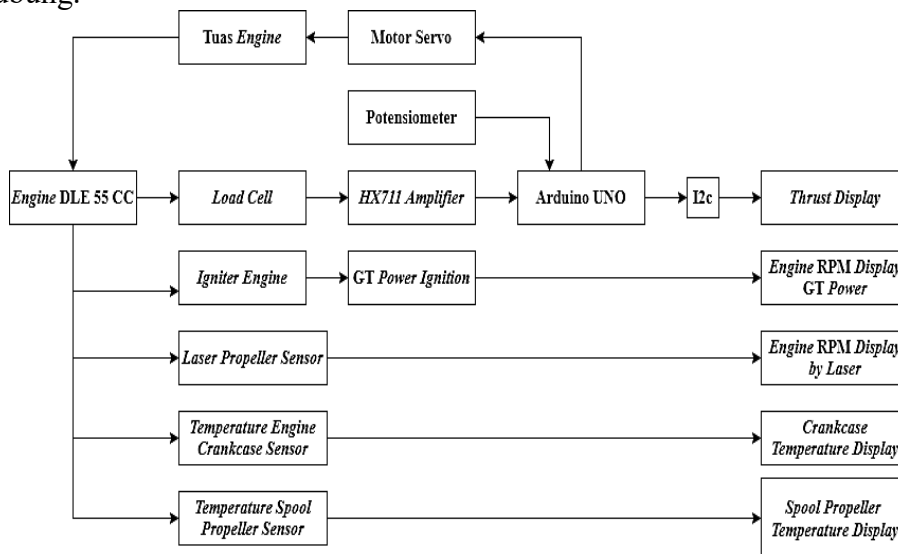 Tuas Engine
Motor Servo
Potensiometer
Engine DLE 55 CC
Load Cell
HX711 Amplifier
Arduino UNO
I2c
Thrust Display
Igniter Engine
GT Power Ignition
Engine RPM Display
GT Power
Laser Propeller Sensor
Engine RPM Display
by Laser
Temperature Engine
Crankcase Sensor
Crankcase
Temperature Display
Temperature Spool
Propeller Sensor
Spool Propeller
Temperature Display